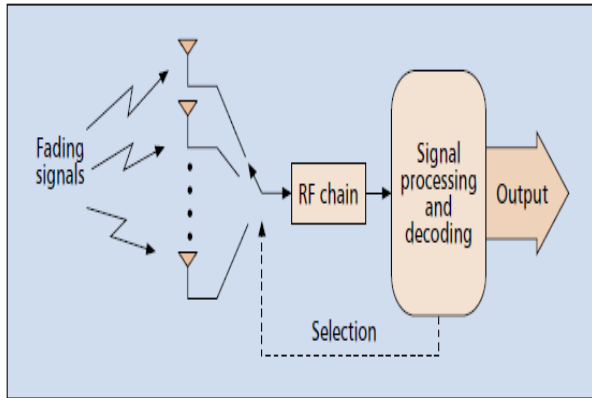 Fading
signals
RF chain
Signal
processing
and
decoding
Output
Selection